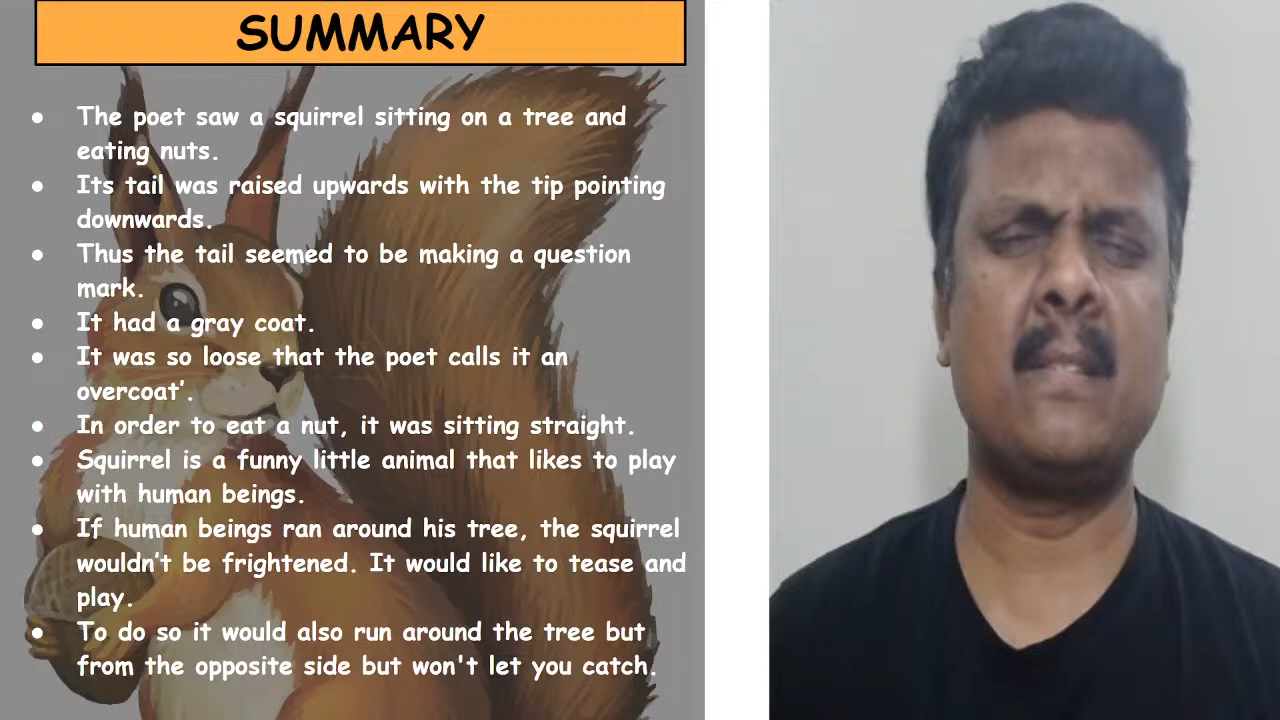 SUMMARY
● The poet saw a squirrel sitting on a tree and
eating nuts.
● Its tail was raised upwards with the tip pointing
downwards.
● Thus the tail seemed to be making a question
mark.
● It had a gray coat.
● It was so loose that the poet calls it an
overcoat’.
● In order to eat a nut, it was sitting straight.
● Squirrel is a funny little animal that likes to play
with human beings.
● If human beings ran around his tree, the squirrel
wouldn’t be frightened. It would like to tease and
play.
● To do so it would also run around the tree but
from the opposite side but won't let you catch.